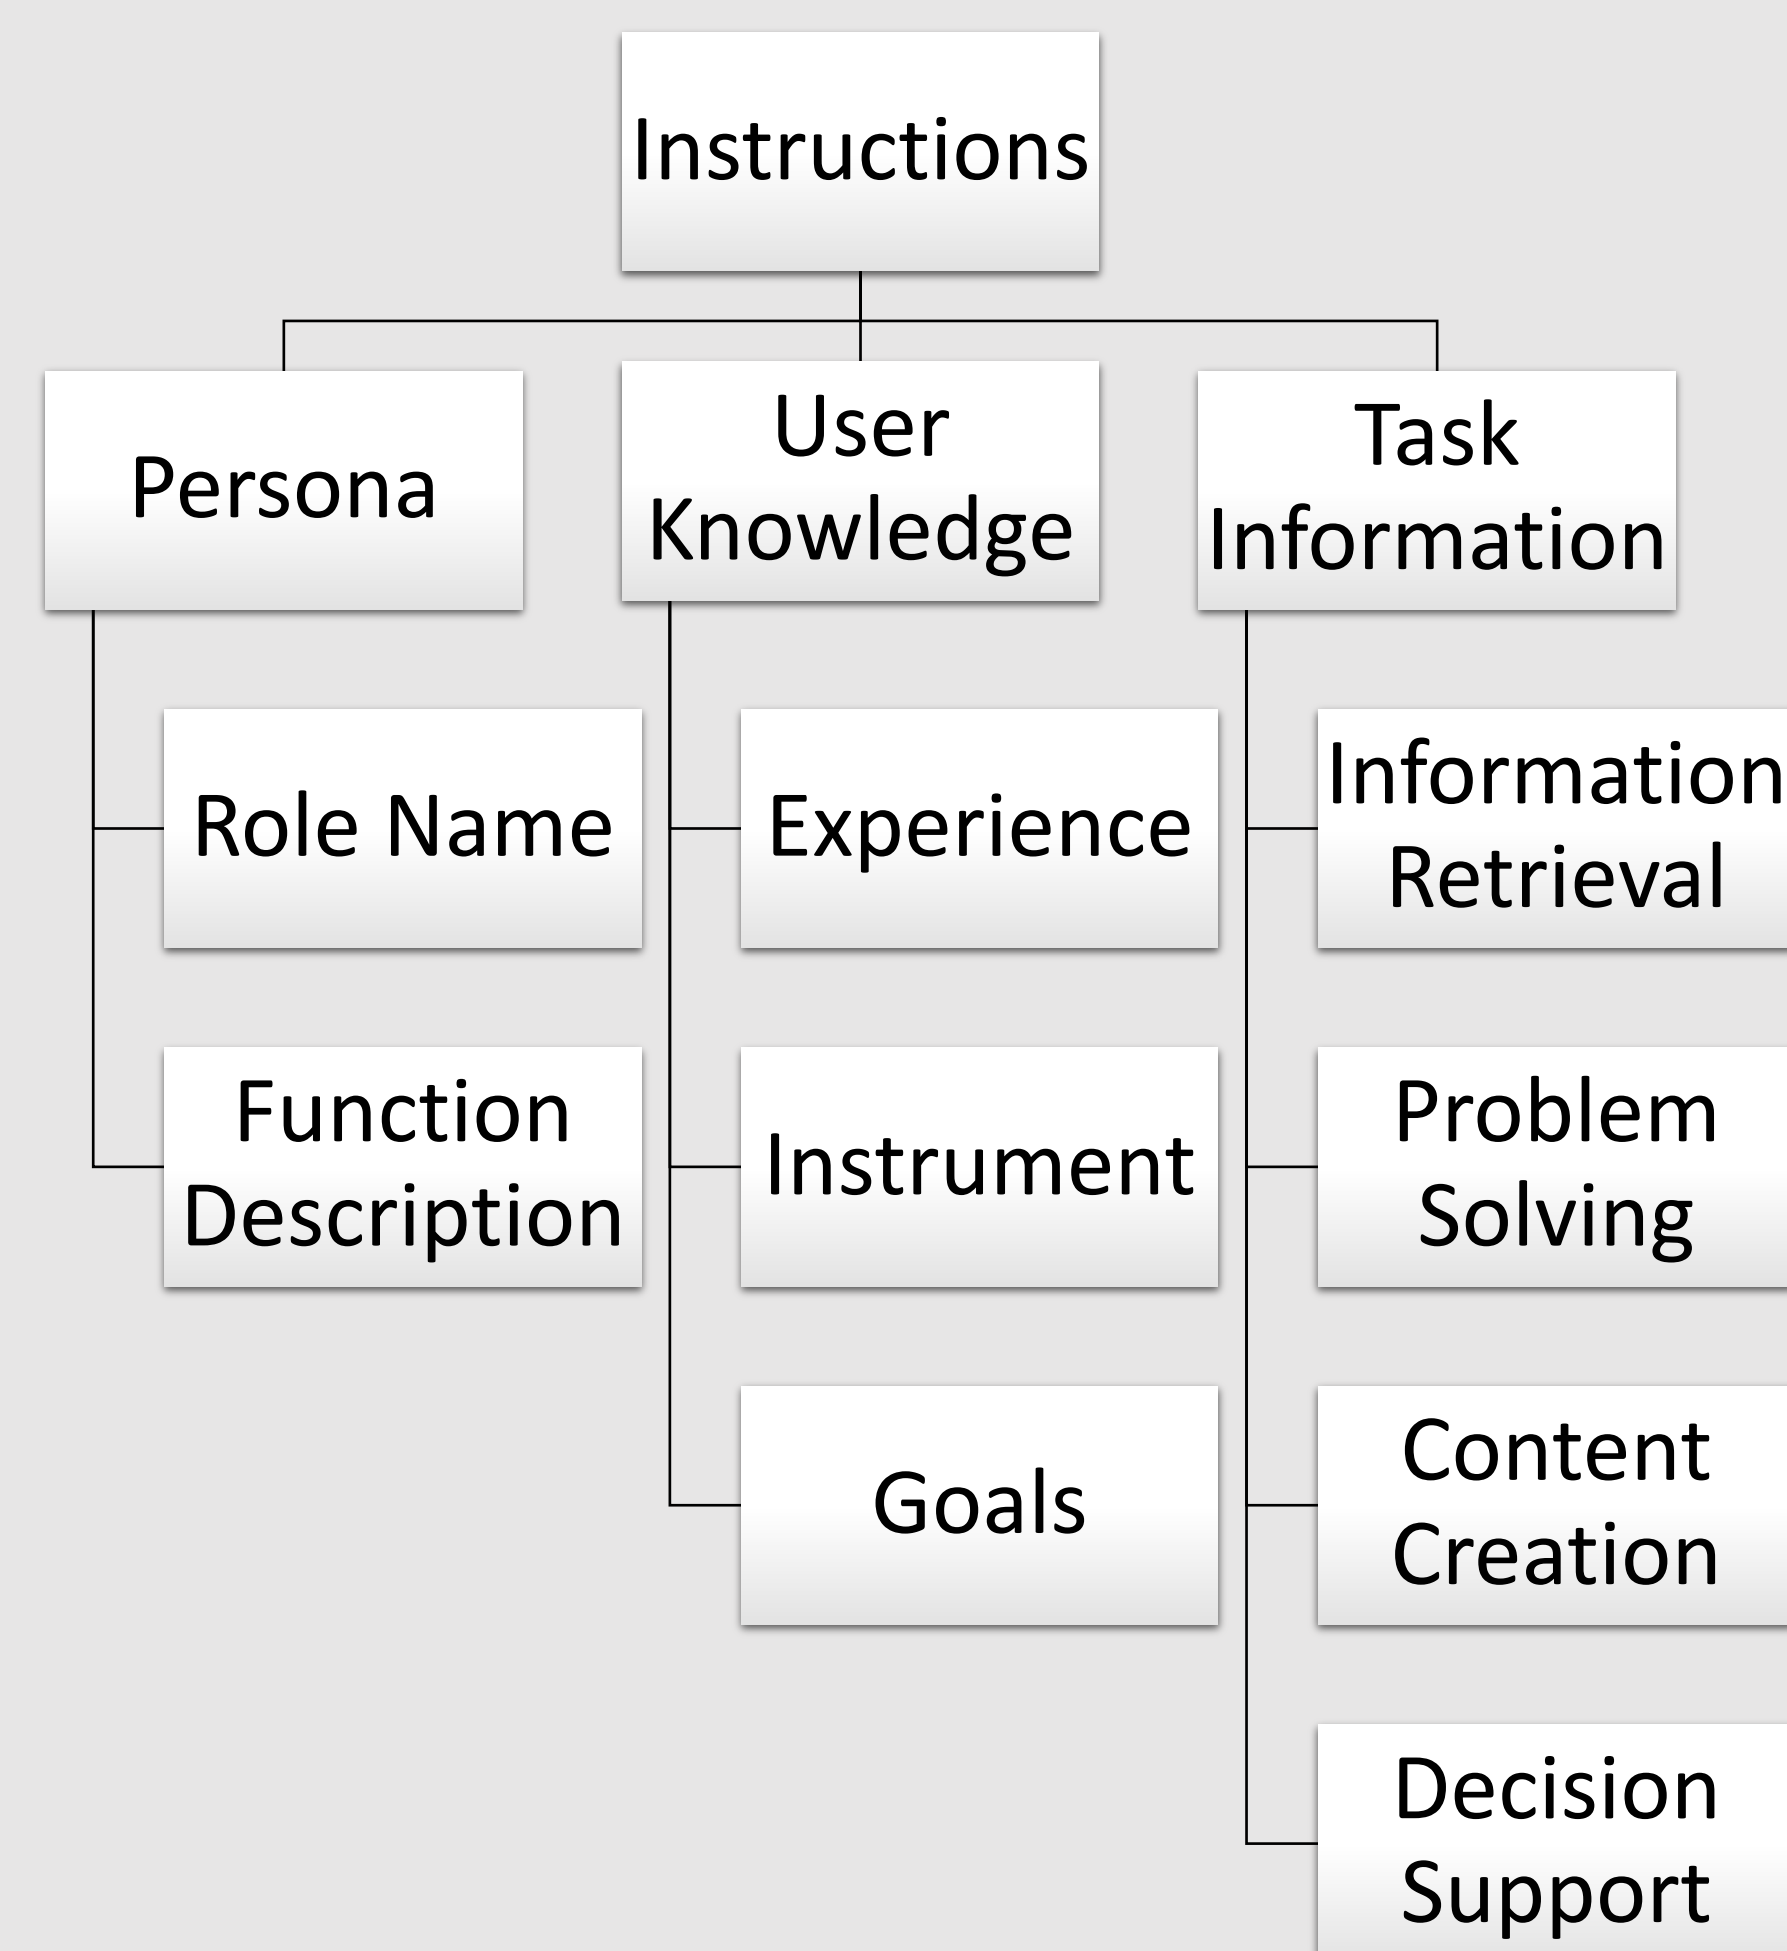 Instructions
Persona
User
Knowledge
Task
Information
Role Name
Function
Description
Experience
Instrument
Goals
Information
Retrieval
Problem
Solving
Content
Creation
Decision
Support